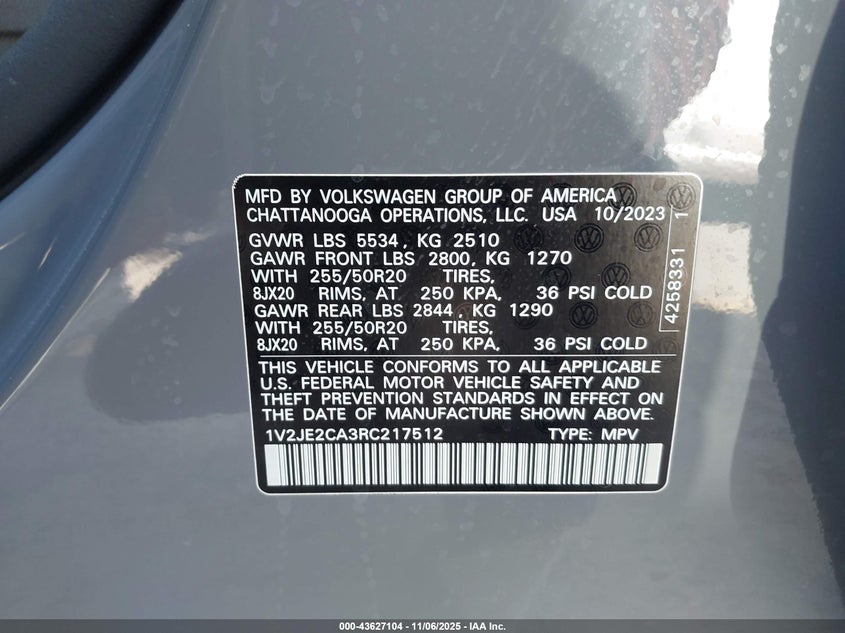 MFD BY VOLKSWAGEN GROUP OF AMERICA
CHATTANOOGA OPERATIONS, LLC. USA 10/2023
GVWR LBS 5534, KG 2510
GAWR FRONT LBS 2800, KG 1270
WITH 255/50R20 TIRES,
8JX20 RIMS, AT 250 KPA, 36 PSI COLD
GAWR REAR LBS 2844, KG 1290
WITH 255/50R20 TIRES,
8JX20 RIMS, AT 250 KPA, 36 PSI COLD
THIS VEHICLE CONFORMS TO ALL APPLICABLE
U.S. FEDERAL MOTOR VEHICLE SAFETY AND
THEFT PREVENTION STANDARDS IN EFFECT ON
THE DATE OF MANUFACTURE SHOWN ABOVE.
1V2JE2CA3RC217512 TYPE: MPV
4258331 1
000-43627104 - 11/06/2025 - IAA Inc.